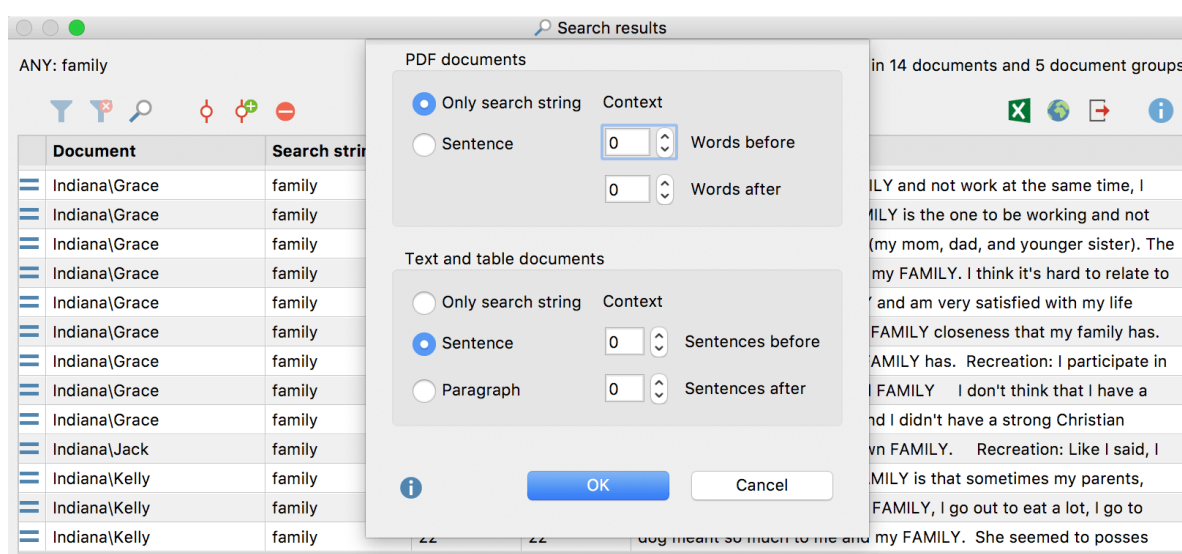 Search results
ANY: family
in 14 documents and 5 document groups
PDF documents
Only search string Context
Sentence 0 Words before
0 Words after
Text and table documents
Only search string Context
Sentence 0 Sentences before
Paragraph 0 Sentences after
OK Cancel
Document Search strin
Indiana\Grace family ILY and not work at the same time, I
Indiana\Grace family MILY is the one to be working and not
Indiana\Grace family (my mom, dad, and younger sister). The
Indiana\Grace family my FAMILY. I think it's hard to relate to
Indiana\Grace family and am very satisfied with my life
Indiana\Grace family FAMILY closeness that my family has.
Indiana\Grace family FAMILY has. Recreation: I participate in
Indiana\Grace family FAMILY I don't think that I have a
Indiana\Grace family nd I didn't have a strong Christian
Indiana\Jack family wn FAMILY. Recreation: Like I said, I
Indiana\Kelly family MILY is that sometimes my parents,
Indiana\Kelly family FAMILY, I go out to eat a lot, I go to
Indiana\Kelly family 22 22 dog meant so much to me and my FAMILY. She seemed to posses